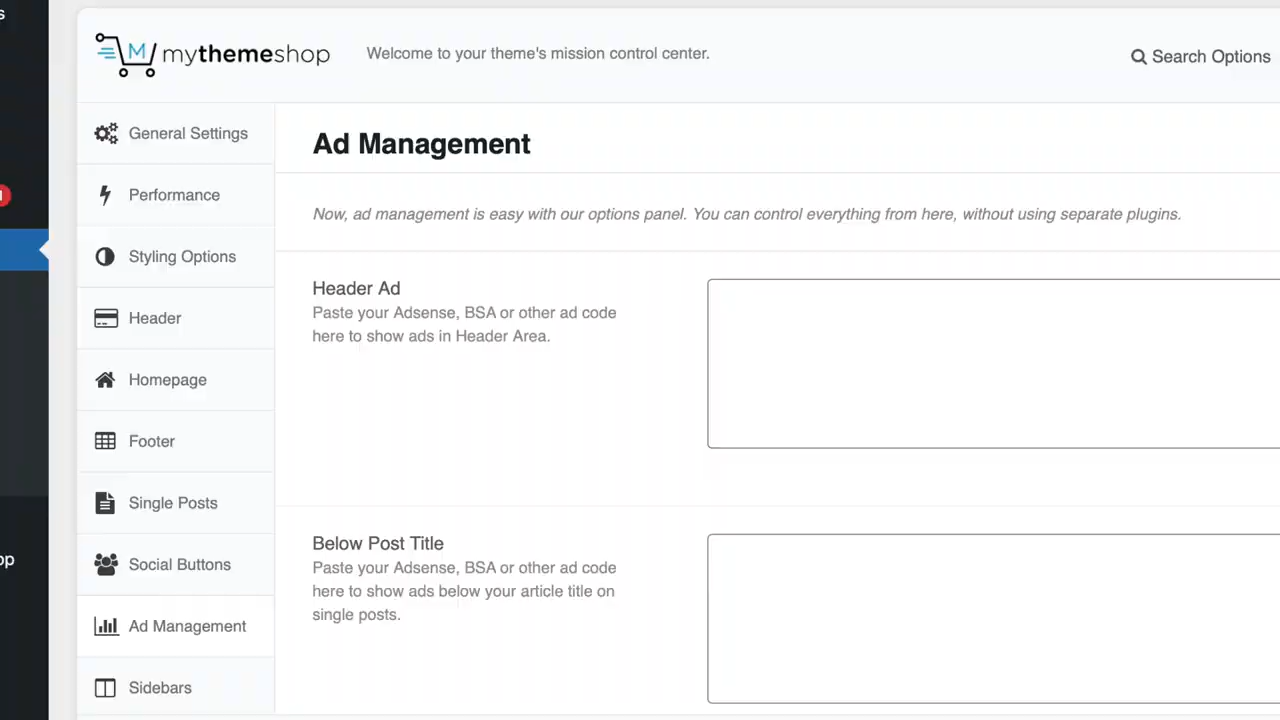 mythemeshop
Welcome to your theme's mission control center.
Search Options
General Settings
Performance
Styling Options
Header
Homepage
Footer
Single Posts
Social Buttons
Ad Management
Sidebars
Ad Management
Now, ad management is easy with our options panel. You can control everything from here, without using separate plugins.
Header Ad
Paste your Adsense, BSA or other ad code
here to show ads in Header Area.
Below Post Title
Paste your Adsense, BSA or other ad code
here to show ads below your article title on
single posts.